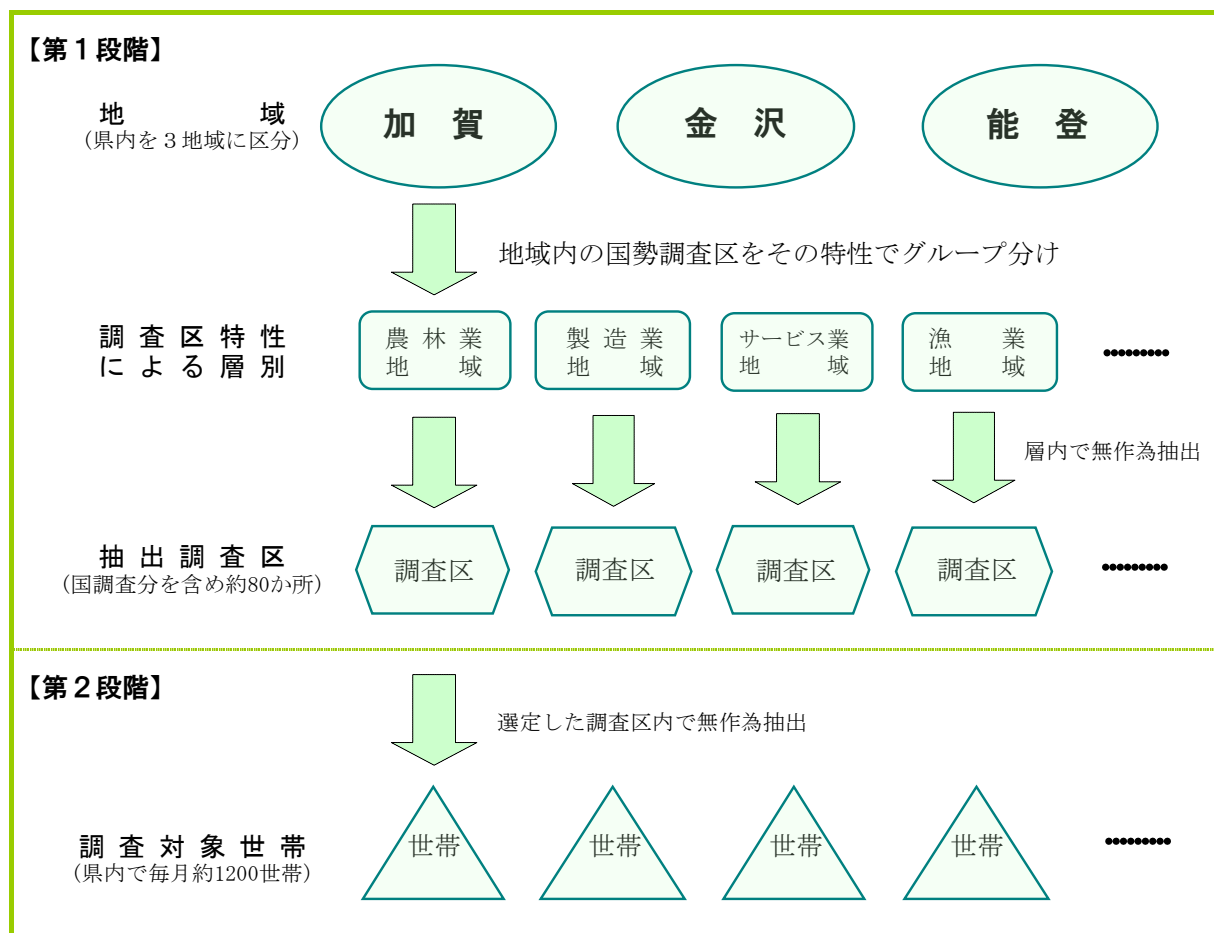 【第１段階】
地域
(県内を３地域に区分)
加賀
金沢
能登
地域内の国勢調査区をその特性でグループ分け
調査区特性
による層別
農林業
地域
製造業
地域
サービス業
地域
漁業
地域
………
層内で無作為抽出
抽出調査区
(国調査分を含め約80か所)
調査区
調査区
調査区
調査区
………
【第２段階】
選定した調査区内で無作為抽出
調査対象世帯
(県内で毎月約1200世帯)
世帯
世帯
世帯
世帯
………